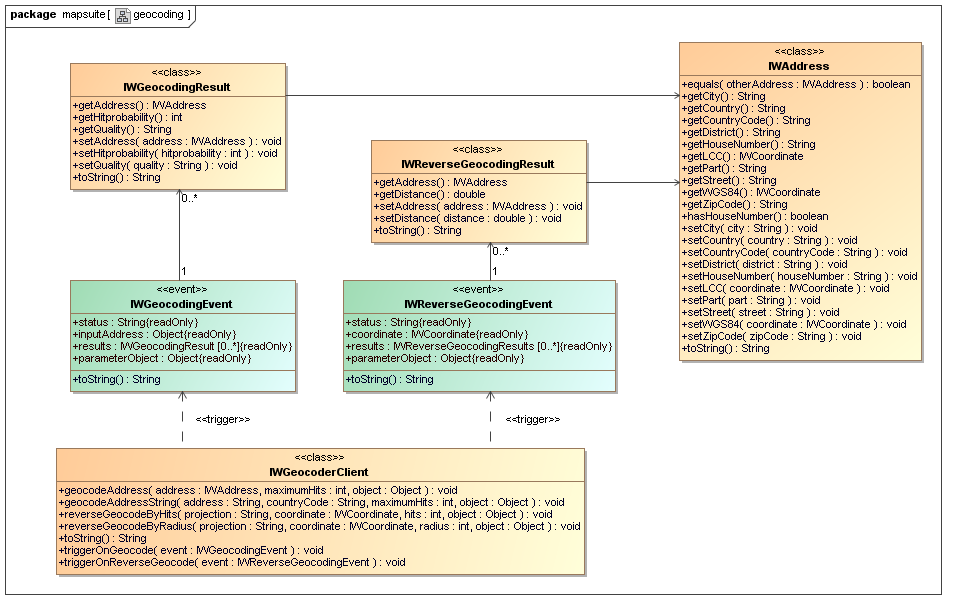 package mapsuite [ geocoding ]
<<class>>
IWGeocodingResult
+getAddress() : IWAddress
+getHitprobability() : int
+getQuality() : String
+setAddress( address : IWAddress ) : void
+setHitprobability( hitprobability : int ) : void
+setQuality( quality : String ) : void
+toString() : String
<<class>>
IWReverseGeocodingResult
+getAddress() : IWAddress
+getDistance() : double
+setAddress( address : IWAddress ) : void
+setDistance( distance : double ) : void
+toString() : String
<<class>>
IWAddress
+equals( otherAddress : IWAddress ) : boolean
+getCity() : String
+getCountry() : String
+getCountryCode() : String
+getDistrict() : String
+getHouseNumber() : String
+getLCC() : IWCoordinate
+getPart() : String
+getStreet() : String
+getWGS84() : IWCoordinate
+getZipCode() : String
+hasHouseNumber() : boolean
+setCity( city : String ) : void
+setCountry( country : String ) : void
+setCountryCode( countryCode : String ) : void
+setDistrict( district : String ) : void
+setHouseNumber( houseNumber : String ) : void
+setLCC( coordinate : IWCoordinate ) : void
+setPart( part : String ) : void
+setStreet( street : String ) : void
+setWGS84( coordinate : IWCoordinate ) : void
+setZipCode( zipCode : String ) : void
+toString() : String
0..*
1
0..*
1
<<event>>
IWGeocodingEvent
+status : String{readOnly}
+inputAddress : Object{readOnly}
+results : IWGeocodingResult [0..*]{readOnly}
+parameterObject : Object{readOnly}
+toString() : String
<<event>>
IWReverseGeocodingEvent
+status : String{readOnly}
+coordinate : IWCoordinate{readOnly}
+results : IWReverseGeocodingResults [0..*]{readOnly}
+parameterObject : Object{readOnly}
+toString() : String
<<trigger>>
<<trigger>>
<<class>>
IWGeocoderClient
+geocodeAddress( address : IWAddress, maximumHits : int, object : Object ) : void
+geocodeAddressString( address : String, countryCode : String, maximumHits : int, object : Object ) : void
+reverseGeocodeByHits( projection : String, coordinate : IWCoordinate, hits : int, object : Object ) : void
+reverseGeocodeByRadius( projection : String, coordinate : IWCoordinate, radius : int, object : Object ) : void
+toString() : String
+triggerOnGeocode( event : IWGeocodingEvent ) : void
+triggerOnReverseGeocode( event : IWReverseGeocodingEvent ) : void